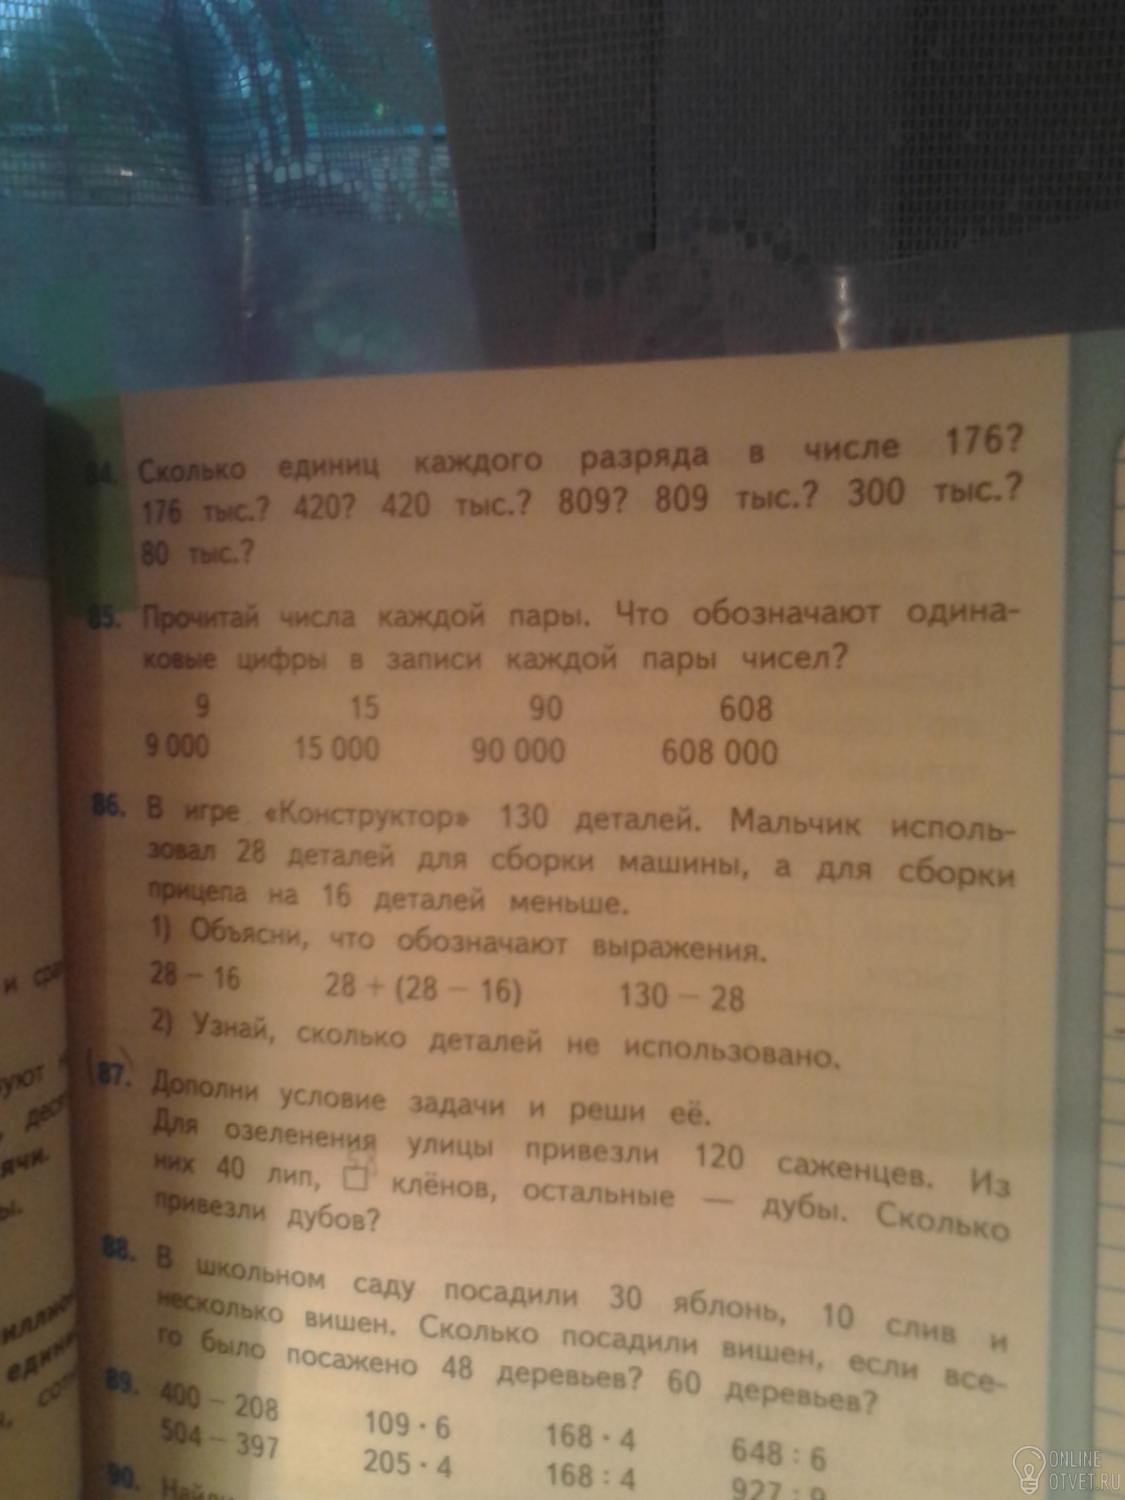 84. Сколько единиц каждого разряда в числе 176?
176 тыс.? 420? 420 тыс.? 809? 809 тыс.? 300 тыс.?
80 тыс.?
85. Прочитай числа каждой пары. Что обозначают одина-
ковые цифры в записи каждой пары чисел?
9 15 90 608
9 000 15 000 90 000 608 000
86. В игре «Конструктор» 130 деталей. Мальчик исполь-
зовал 28 деталей для сборки машины, а для сборки
прицепа на 16 деталей меньше.
1) Объясни, что обозначают выражения.
28 – 16 28 + (28 – 16) 130 – 28
2) Узнай, сколько деталей не использовано.
87. Дополни условие задачи и реши её.
Для озеленения улицы привезли 120 саженцев. Из
них 40 лип, □ клёнов, остальные — дубы. Сколько
привезли дубов?
88. В школьном саду посадили 30 яблонь, 10 слив и
несколько вишен. Сколько посадили вишен, если все-
го было посажено 48 деревьев? 60 деревьев?
89. 400 – 208 109 · 6 168 · 4 648 : 6
504 – 397 205 · 4 168 : 4 927 : 9
90.
ONLINE
OTVET.RU